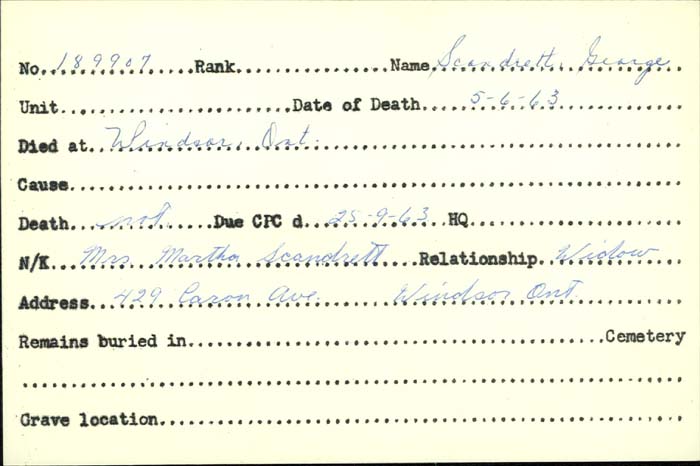 No. 189907 Rank Name Scandrett, George
Unit Date of Death 5-6-63
Died at Windsor, Ont.
Cause
Death not Due CPC d 25-9-63 HQ
N/K Mrs. Martha Scandrett Relationship Widow
Address 429 Caron Ave. Windsor Ont.
Remains buried in Cemetery
Grave location